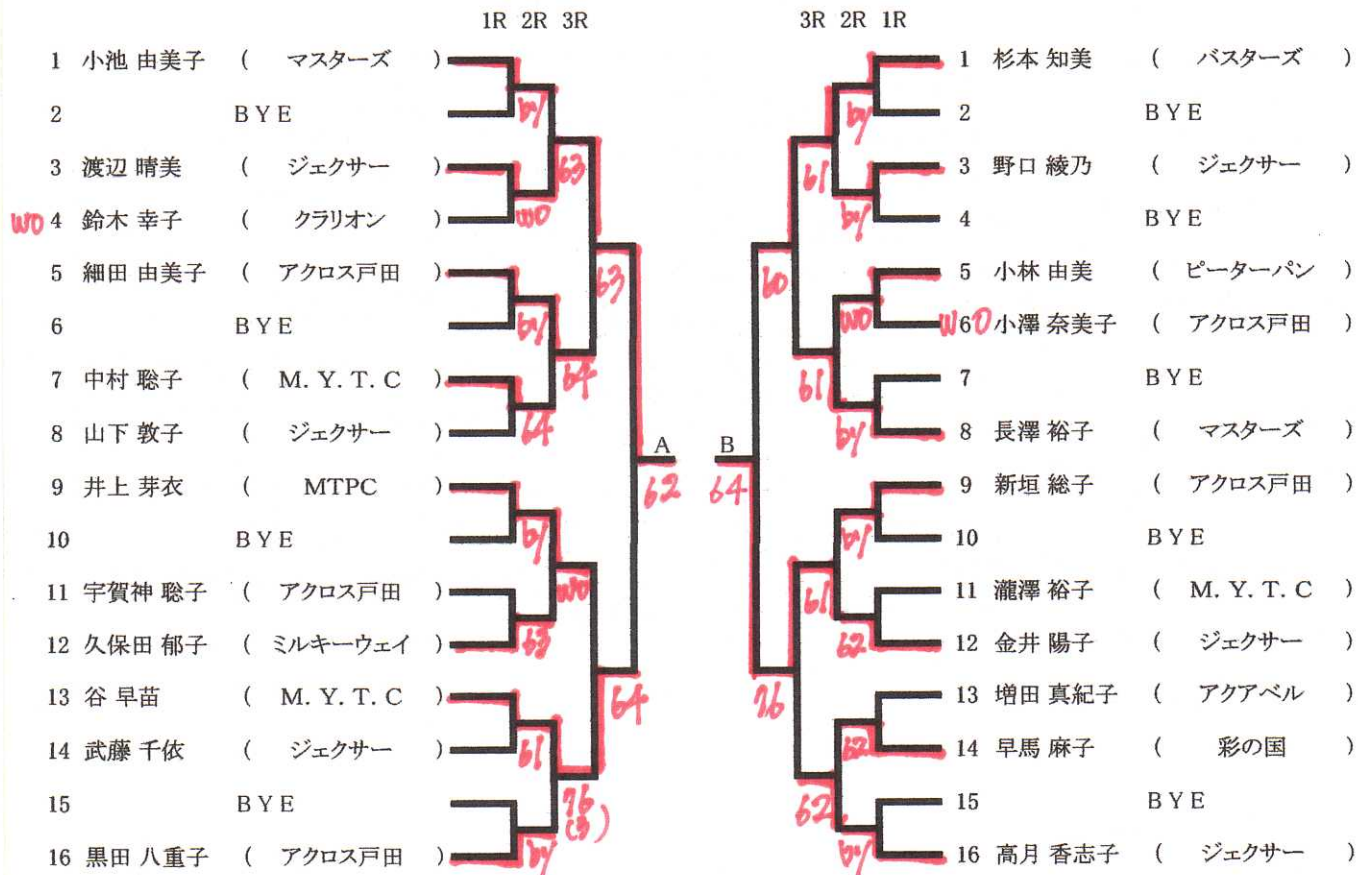 1R 2R 3R
1 小池 由美子 ( マスターズ )
2 BYE
by
3 渡辺 晴美 ( ジェクサー )
63
WO 4 鈴木 幸子 ( クラリオン )
WO
5 細田 由美子 ( アクロス戸田 )
63
6 BYE
by
7 中村 聡子 ( M. Y. T. C )
64
8 山下 敦子 ( ジェクサー )
64
A
62
9 井上 芽衣 ( MTPC )
10 BYE
by
11 宇賀神 聡子 ( アクロス戸田 )
WO
12 久保田 郁子 ( ミルキーウェイ )
63
13 谷 早苗 ( M. Y. T. C )
64
14 武藤 千依 ( ジェクサー )
61
15 BYE
76
(3)
16 黒田 八重子 ( アクロス戸田 )
by
3R 2R 1R
1 杉本 知美 ( バスターズ )
2 BYE
by
3 野口 綾乃 ( ジェクサー )
61
4 BYE
by
5 小林 由美 ( ピーターパン )
60
W6O 小澤 奈美子 ( アクロス戸田 )
WO
7 BYE
61
8 長澤 裕子 ( マスターズ )
by
B
64
9 新垣 総子 ( アクロス戸田 )
10 BYE
by
11 瀧澤 裕子 ( M. Y. T. C )
61
12 金井 陽子 ( ジェクサー )
62
13 増田 真紀子 ( アクアベル )
76
14 早馬 麻子 ( 彩の国 )
62
15 BYE
62
16 高月 香志子 ( ジェクサー )
by